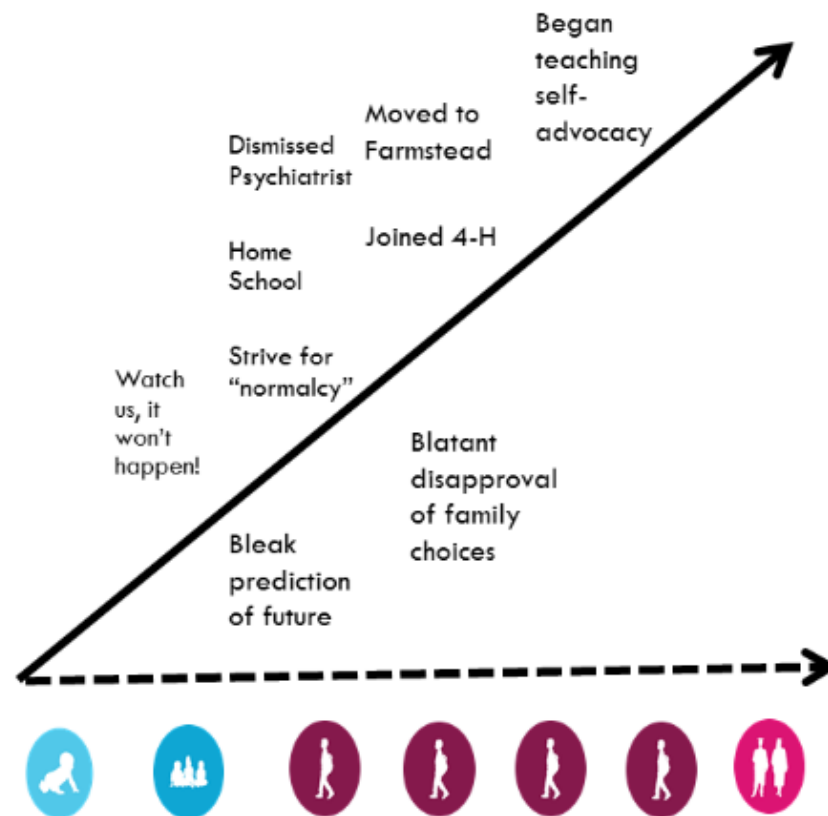 Began
teaching
self-
advocacy
Moved to
Farmstead
Dismissed
Psychiatrist
Joined 4-H
Home
School
Strive for
“normalcy”
Watch
us, it
won’t
happen!
Blatant
disapproval
of family
choices
Bleak
prediction
of future